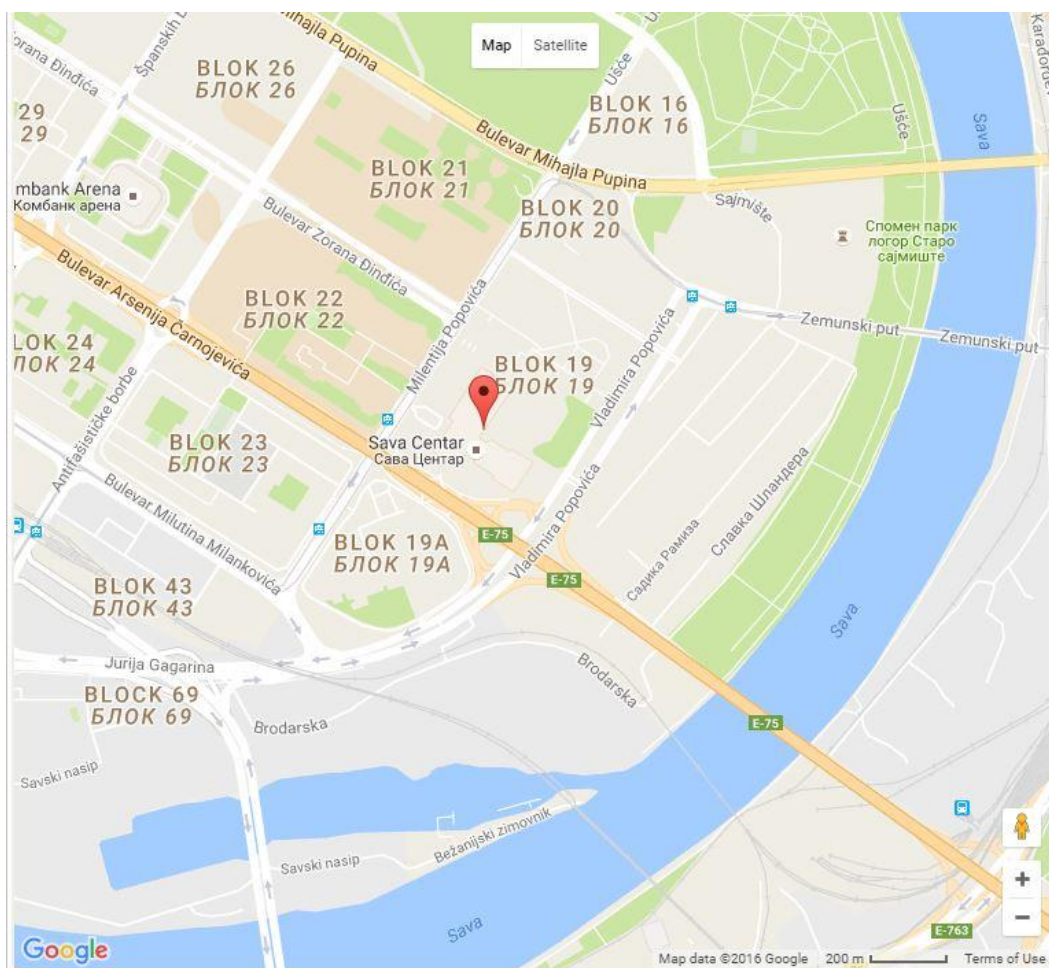 Map
Satellite
Mihajla Pupina
Španskih
Zorana Đinđića
BLOK 26
БЛОК 26
Ušće
BLOK 16
БЛОК 16
Ušće
Sava
29
29
Bulevar Mihajla Pupina
BLOK 21
БЛОК 21
mbank Arena
Комбанк арена
Bulevar Zorana Đinđića
BLOK 20
БЛОК 20
Sajmište
Спомен парк
логор Старо
сајмиште
Bulevar Arsenija Čarnojevića
BLOK 22
БЛОК 22
Milentija Popovića
Vladimira Popovića
Zemunski put
Zemunski put
LOK 24
ЛОК 24
BLOK 19
БЛОК 19
Antifašističke borbe
BLOK 23
БЛОК 23
Sava Centar
Сава Центар
Bulevar Milutina Milankovića
BLOK 19A
БЛОК 19A
E-75
Vladimira Popovića
E-75
Садика Рамиза
Славка Шландера
BLOK 43
БЛОК 43
Sava
Jurija Gagarina
Brodarska
BLOCK 69
БЛОК 69
Brodarska
E-75
Savski nasip
Bežanijski zimovnik
Savski nasip
Sava
+
−
E-763
Google
Map data ©2016 Google
200 m
Terms of Use